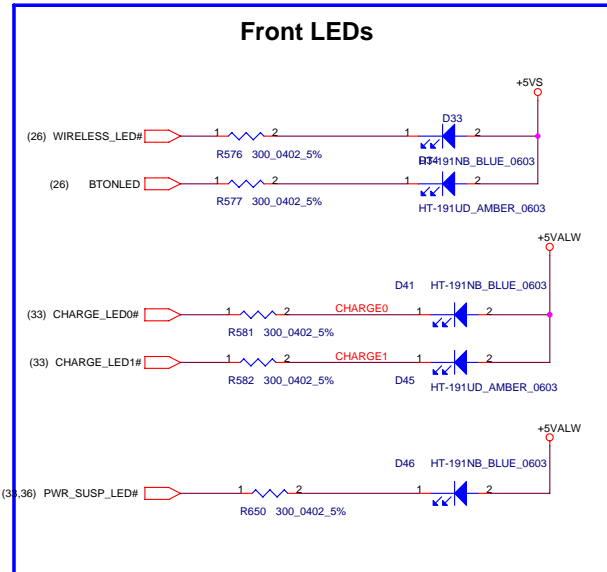 Front LEDs
+5VS
D33
(26) WIRELESS_LED# 1 2 1 2
R576 300_0402_5% D34 HT-191NB_BLUE_0603
(26) BTONLED 1 2 1 2
R577 300_0402_5% HT-191UD_AMBER_0603
+5VALW
D41 HT-191NB_BLUE_0603
(33) CHARGE_LED0# 1 2 CHARGE0 1 2
R581 300_0402_5%
(33) CHARGE_LED1# 1 2 CHARGE1 1 2
R582 300_0402_5% D45 HT-191UD_AMBER_0603
+5VALW
D46 HT-191NB_BLUE_0603
(33,36) PWR_SUSP_LED# 1 2 1 2
R650 300_0402_5%